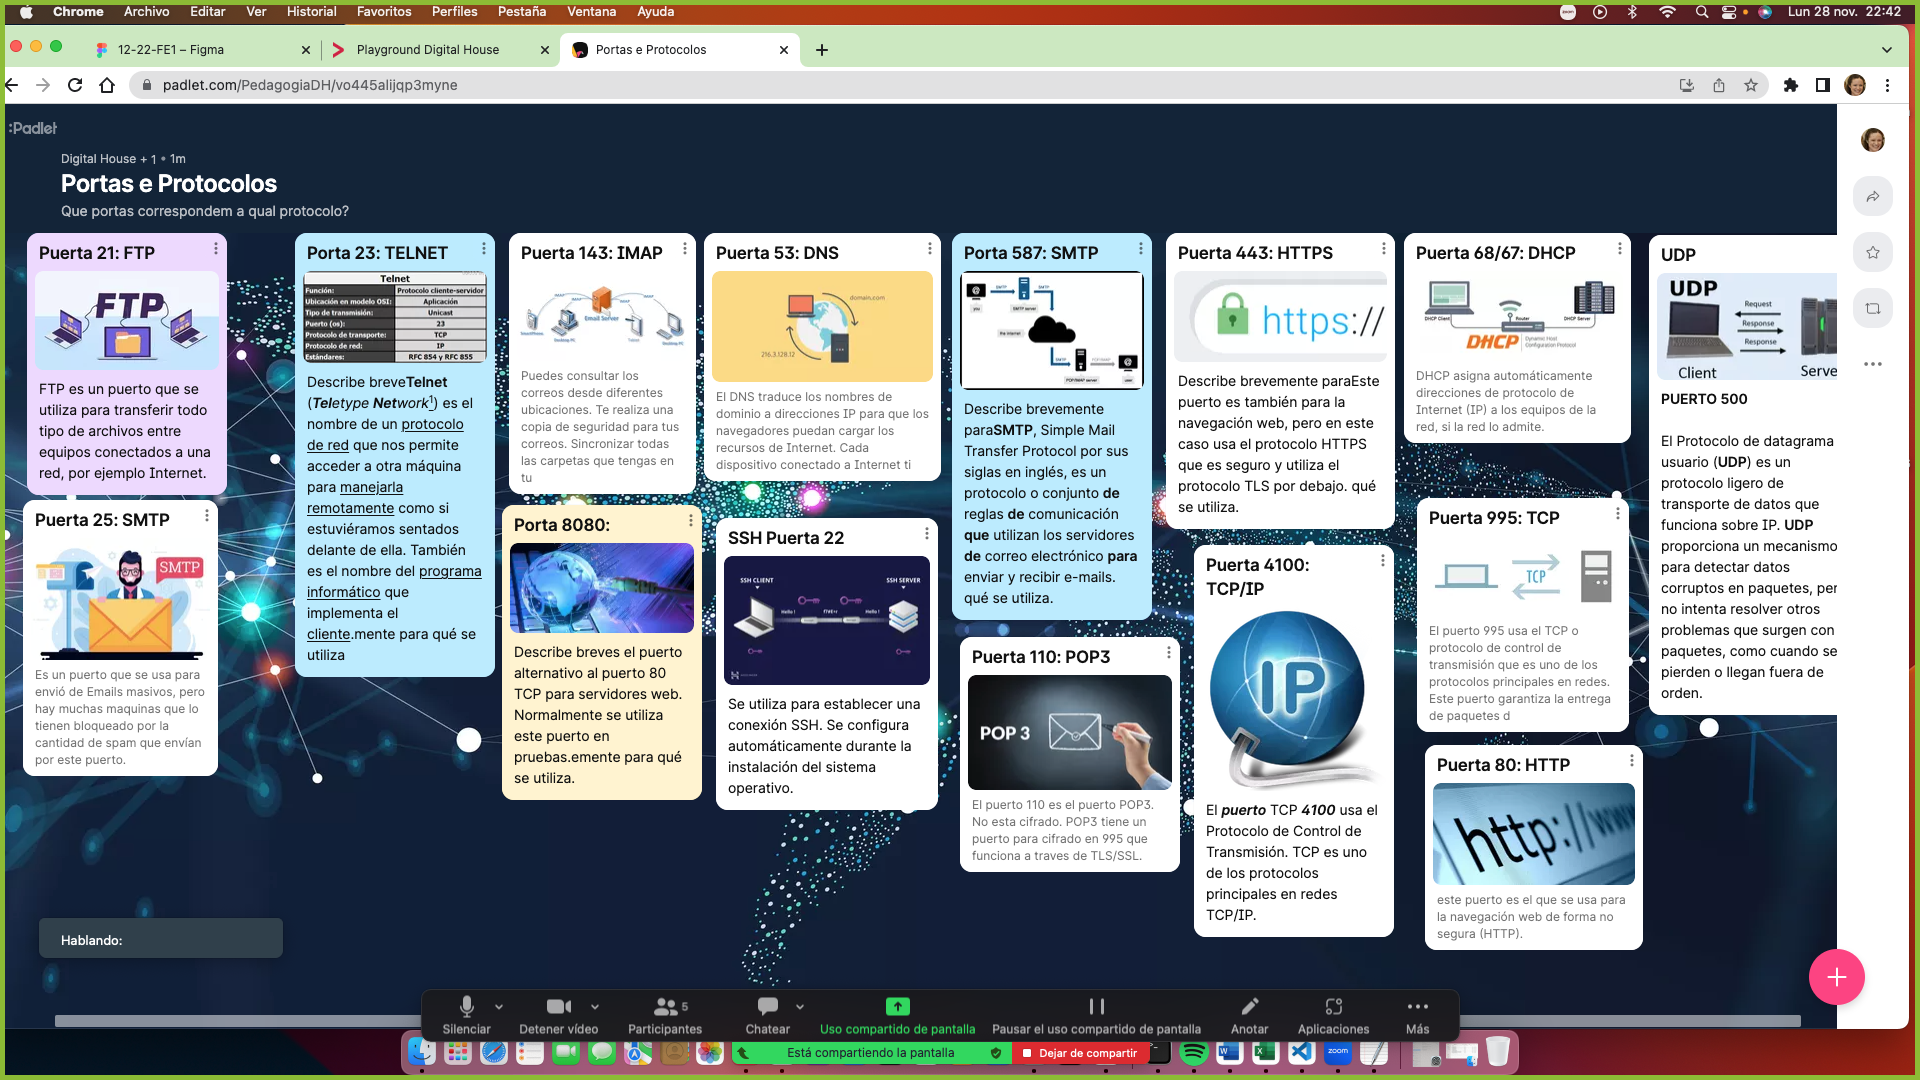 Chrome Archivo Editar Ver Historial Favoritos Perfiles Pestaña Ventana Ayuda
zoom Lun 28 nov. 22:42
12-22-FE1 – Figma
Playground Digital House
Portas e Protocolos
padlet.com/PedagogiaDH/vo445alijqp3myne
:Padlet
Digital House + 1 • 1m
Portas e Protocolos
Que portas correspondem a qual protocolo?
Puerta 21: FTP
FTP
FTP es un puerto que se
utiliza para transferir todo
tipo de archivos entre
equipos conectados a una
red, por ejemplo Internet.
Puerta 25: SMTP
SMTP
Es un puerto que se usa para
envió de Emails masivos, pero
hay muchas maquinas que lo
tienen bloqueado por la
cantidad de spam que envían
por este puerto.
Porta 23: TELNET
Telnet
Función: Protocolo cliente-servidor
Ubicación en modelo OSI: Aplicación
Tipo de transmisión: Unicast
Puerto (os): 23
Protocolo de transporte: TCP
Protocolo de red: IP
Estándares: RFC 854 y RFC 855
Describe breveTelnet
(Teletype Network1) es el
nombre de un protocolo
de red que nos permite
acceder a otra máquina
para manejarla
remotamente como si
estuviéramos sentados
delante de ella. También
es el nombre del programa
informático que
implementa el
cliente.mente para qué se
utiliza
Puerta 143: IMAP
Email Server
Puedes consultar los
correos desde diferentes
ubicaciones. Te realiza una
copia de seguridad para tus
correos. Sincronizar todas
las carpetas que tengas en
tu
Porta 8080:
Describe breves el puerto
alternativo al puerto 80
TCP para servidores web.
Normalmente se utiliza
este puerto en
pruebas.emente para qué
se utiliza.
Puerta 53: DNS
domain.com
216.3.128.12
El DNS traduce los nombres de
dominio a direcciones IP para que los
navegadores puedan cargar los
recursos de Internet. Cada
dispositivo conectado a Internet ti
SSH Puerta 22
SSH CLIENT
SSH SERVER
Hello !
Hello !
Se utiliza para establecer una
conexión SSH. Se configura
automáticamente durante la
instalación del sistema
operativo.
Porta 587: SMTP
SMTP
SMTP
you
SMTP server
the internet
SMTP
POP/IMAP
POP/IMAP server
user
Describe brevemente
paraSMTP, Simple Mail
Transfer Protocol por sus
siglas en inglés, es un
protocolo o conjunto de
reglas de comunicación
que utilizan los servidores
de correo electrónico para
enviar y recibir e-mails.
qué se utiliza.
Puerta 110: POP3
POP 3
El puerto 110 es el puerto POP3.
No esta cifrado. POP3 tiene un
puerto para cifrado en 995 que
funciona a traves de TLS/SSL.
Puerta 443: HTTPS
https://
Describe brevemente paraEste
puerto es también para la
navegación web, pero en este
caso usa el protocolo HTTPS
que es seguro y utiliza el
protocolo TLS por debajo. qué
se utiliza.
Puerta 4100:
TCP/IP
IP
El puerto TCP 4100 usa el
Protocolo de Control de
Transmisión. TCP es uno
de los protocolos
principales en redes
TCP/IP.
Puerta 68/67: DHCP
DHCP Client
Router
DHCP Server
DHCP Dynamic Host
Configuration Protocol
DHCP asigna automáticamente
direcciones de protocolo de
Internet (IP) a los equipos de la
red, si la red lo admite.
Puerta 995: TCP
TCP
El puerto 995 usa el TCP o
protocolo de control de
transmisión que es uno de los
protocolos principales en redes.
Este puerto garantiza la entrega
de paquetes d
Puerta 80: HTTP
http://www
este puerto es el que se usa para
la navegación web de forma no
segura (HTTP).
UDP
UDP
Request
Response
Response
Client
Serve
PUERTO 500
El Protocolo de datagrama
usuario (UDP) es un
protocolo ligero de
transporte de datos que
funciona sobre IP. UDP
proporciona un mecanismo
para detectar datos
corruptos en paquetes, per
no intenta resolver otros
problemas que surgen con
paquetes, como cuando se
pierden o llegan fuera de
orden.
Hablando:
Silenciar
Detener vídeo
5
Participantes
Chatear
Uso compartido de pantalla
Pausar el uso compartido de pantalla
Anotar
Aplicaciones
Más
Está compartiendo la pantalla
Dejar de compartir
zoom